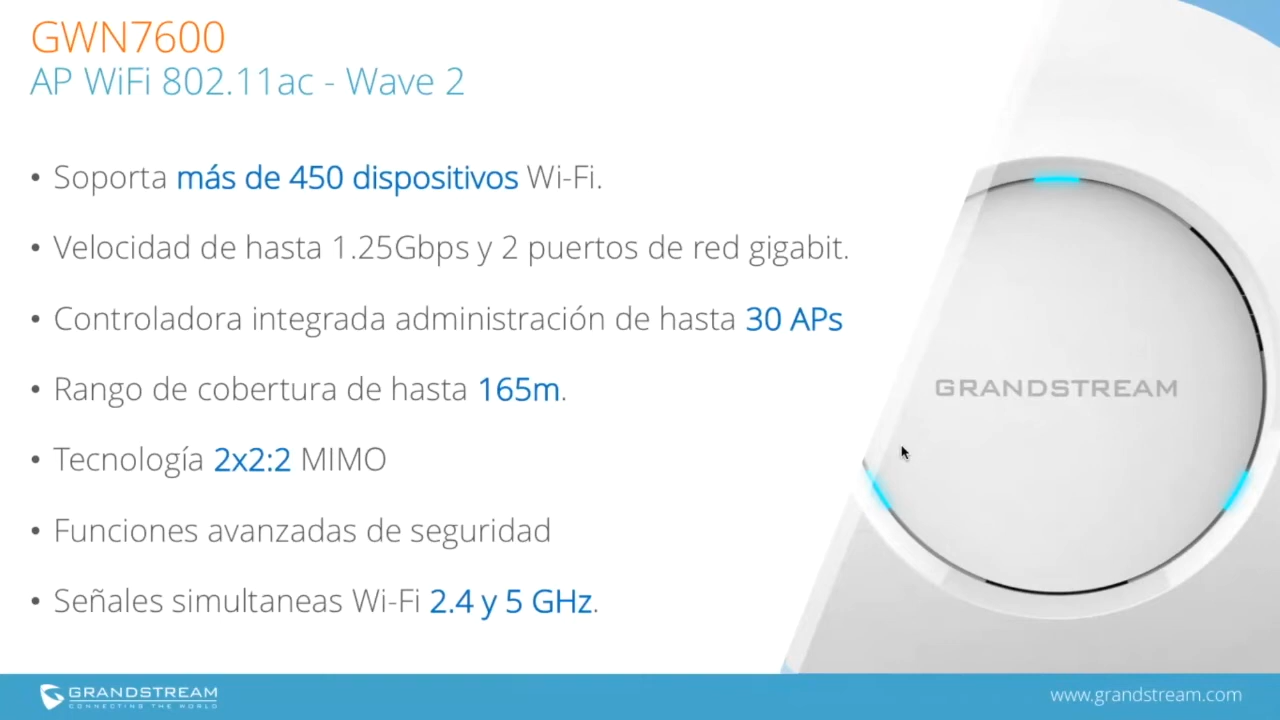 GWN7600
AP WiFi 802.11ac - Wave 2
• Soporta más de 450 dispositivos Wi-Fi.
• Velocidad de hasta 1.25Gbps y 2 puertos de red gigabit.
• Controladora integrada administración de hasta 30 APs
• Rango de cobertura de hasta 165m.
• Tecnología 2x2:2 MIMO
• Funciones avanzadas de seguridad
• Señales simultaneas Wi-Fi 2.4 y 5 GHz.
GRANDSTREAM
GRANDSTREAM
CONNECTING THE WORLD
www.grandstream.com